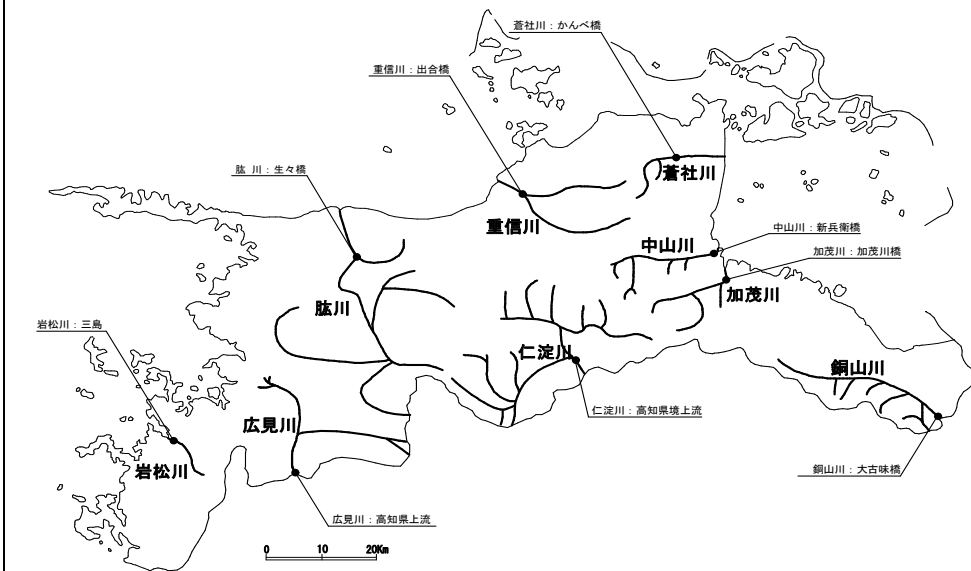 蒼社川：かんべ橋
重信川：出合橋
蒼社川
肱 川：生々橋
重信川
中山川：新兵衛橋
中山川
加茂川：加茂川橋
加茂川
肱川
岩松川：三島
仁淀川
銅山川
仁淀川：高知県境上流
広見川
岩松川
銅山川：大古味橋
広見川：高知県上流
0 10 20Km